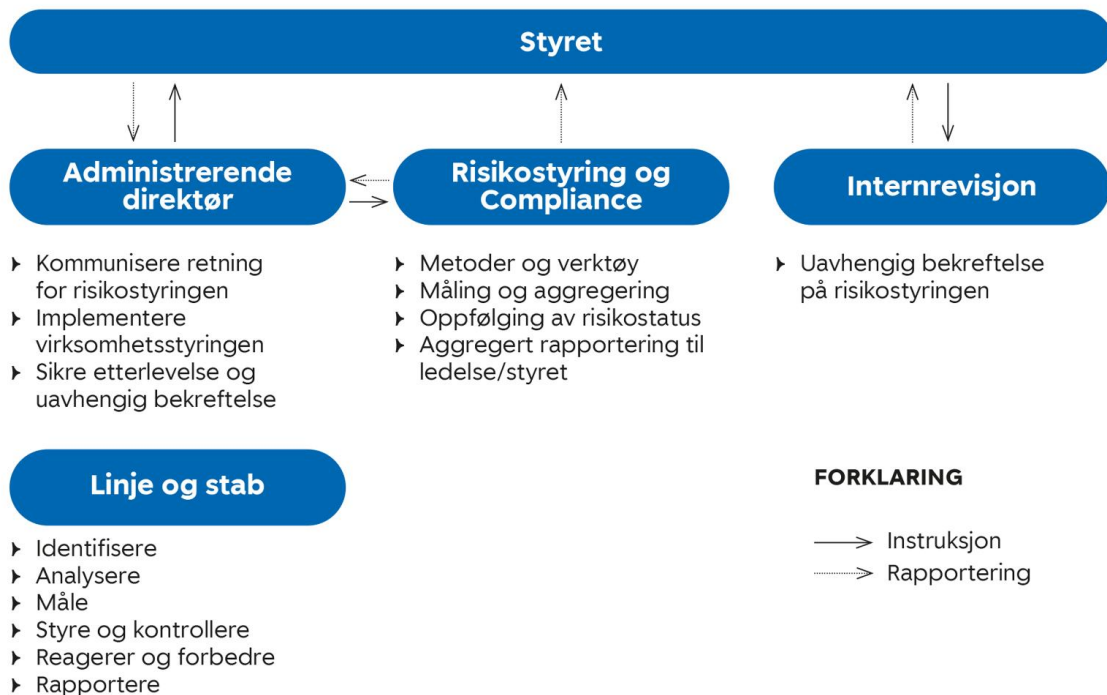 Styret
Administrerende
direktør
Kommunisere retning
for risikostyringen
Implementere
virksomhetsstyringen
Sikre etterlevelse og
uavhengig bekreftelse
Risikostyring og
Compliance
Metoder og verktøy
Måling og aggregering
Oppfølging av risikostatus
Aggregert rapportering til
ledelse/styret
Internrevisjon
Uavhengig bekreftelse
på risikostyringen
Linje og stab
Identifisere
Analysere
Måle
Styre og kontrollere
Reagerer og forbedre
Rapportere
FORKLARING
Instruksjon
Rapportering